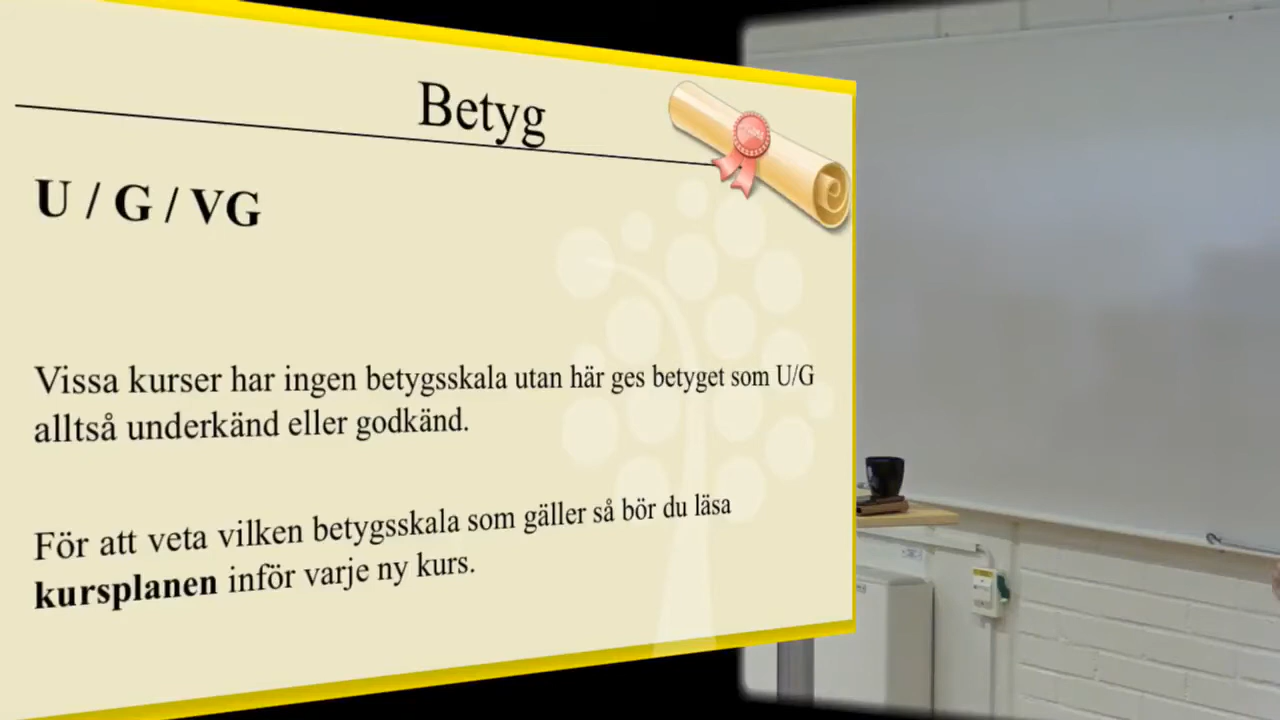 Betyg
U / G / VG
Vissa kurser har ingen betygsskala utan här ges betyget som U/G
alltså underkänd eller godkänd.
För att veta vilken betygsskala som gäller så bör du läsa
kursplanen inför varje ny kurs.